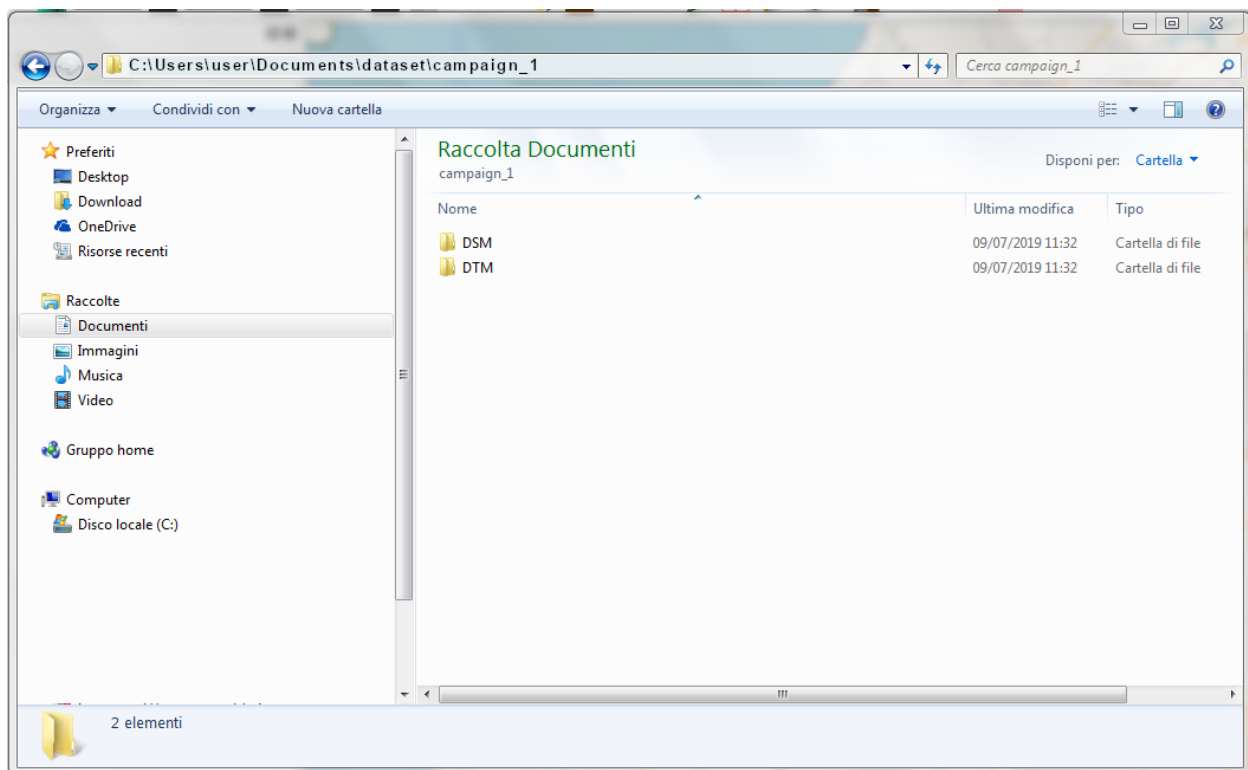 C:\Users\user\Documents\dataset\campaign_1
Cerca campaign_1
Organizza
Condividi con
Nuova cartella
Preferiti
Desktop
Download
OneDrive
Risorse recenti
Raccolte
Documenti
Immagini
Musica
Video
Gruppo home
Computer
Disco locale (C:)
Raccolta Documenti
campaign_1
Disponi per: Cartella
Nome Ultima modifica Tipo
DSM 09/07/2019 11:32 Cartella di file
DTM 09/07/2019 11:32 Cartella di file
2 elementi